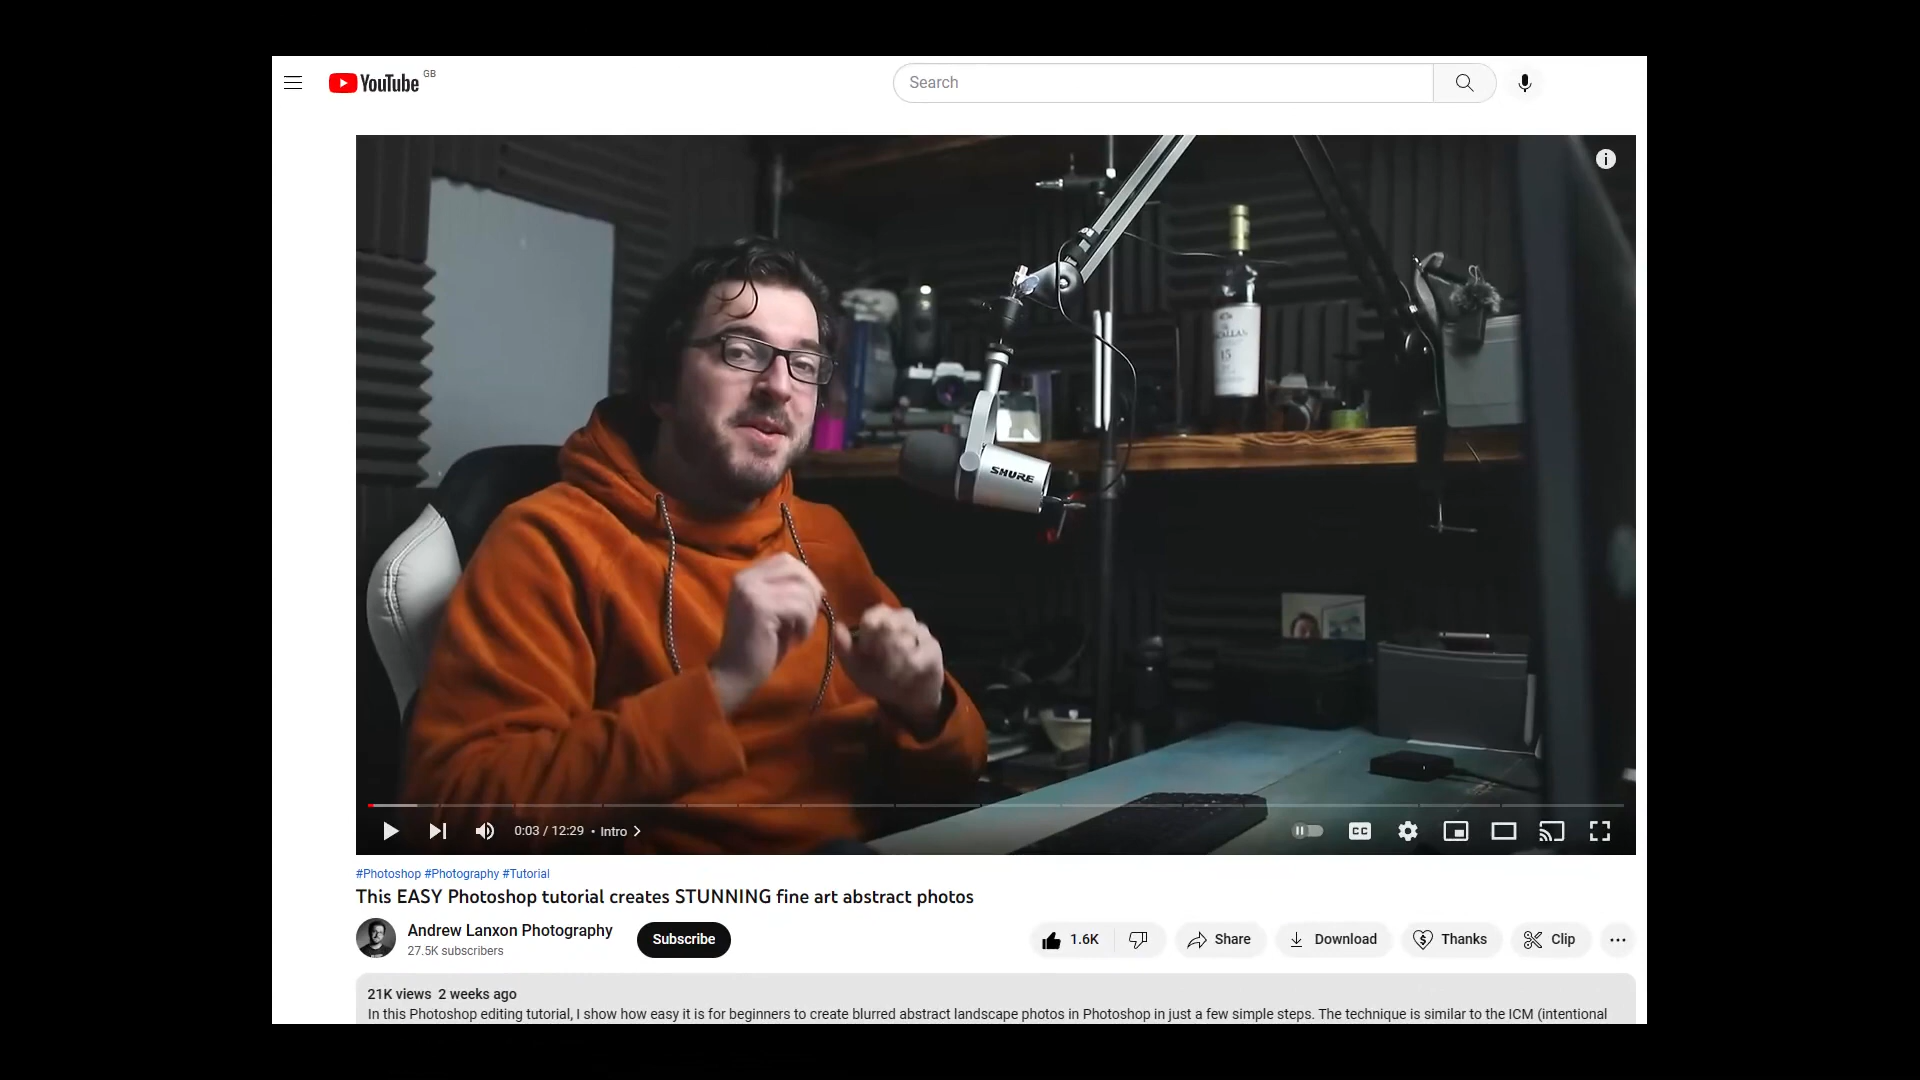 YouTube GB
Search
MACALLAN
15
SHURE
0:03 / 12:29 • Intro
CC
#Photoshop #Photography #Tutorial
This EASY Photoshop tutorial creates STUNNING fine art abstract photos
Andrew Lanxon Photography
27.5K subscribers
Subscribe
1.6K
Share
Download
Thanks
Clip
21K views 2 weeks ago
In this Photoshop editing tutorial, I show how easy it is for beginners to create blurred abstract landscape photos in Photoshop in just a few simple steps. The technique is similar to the ICM (intentional